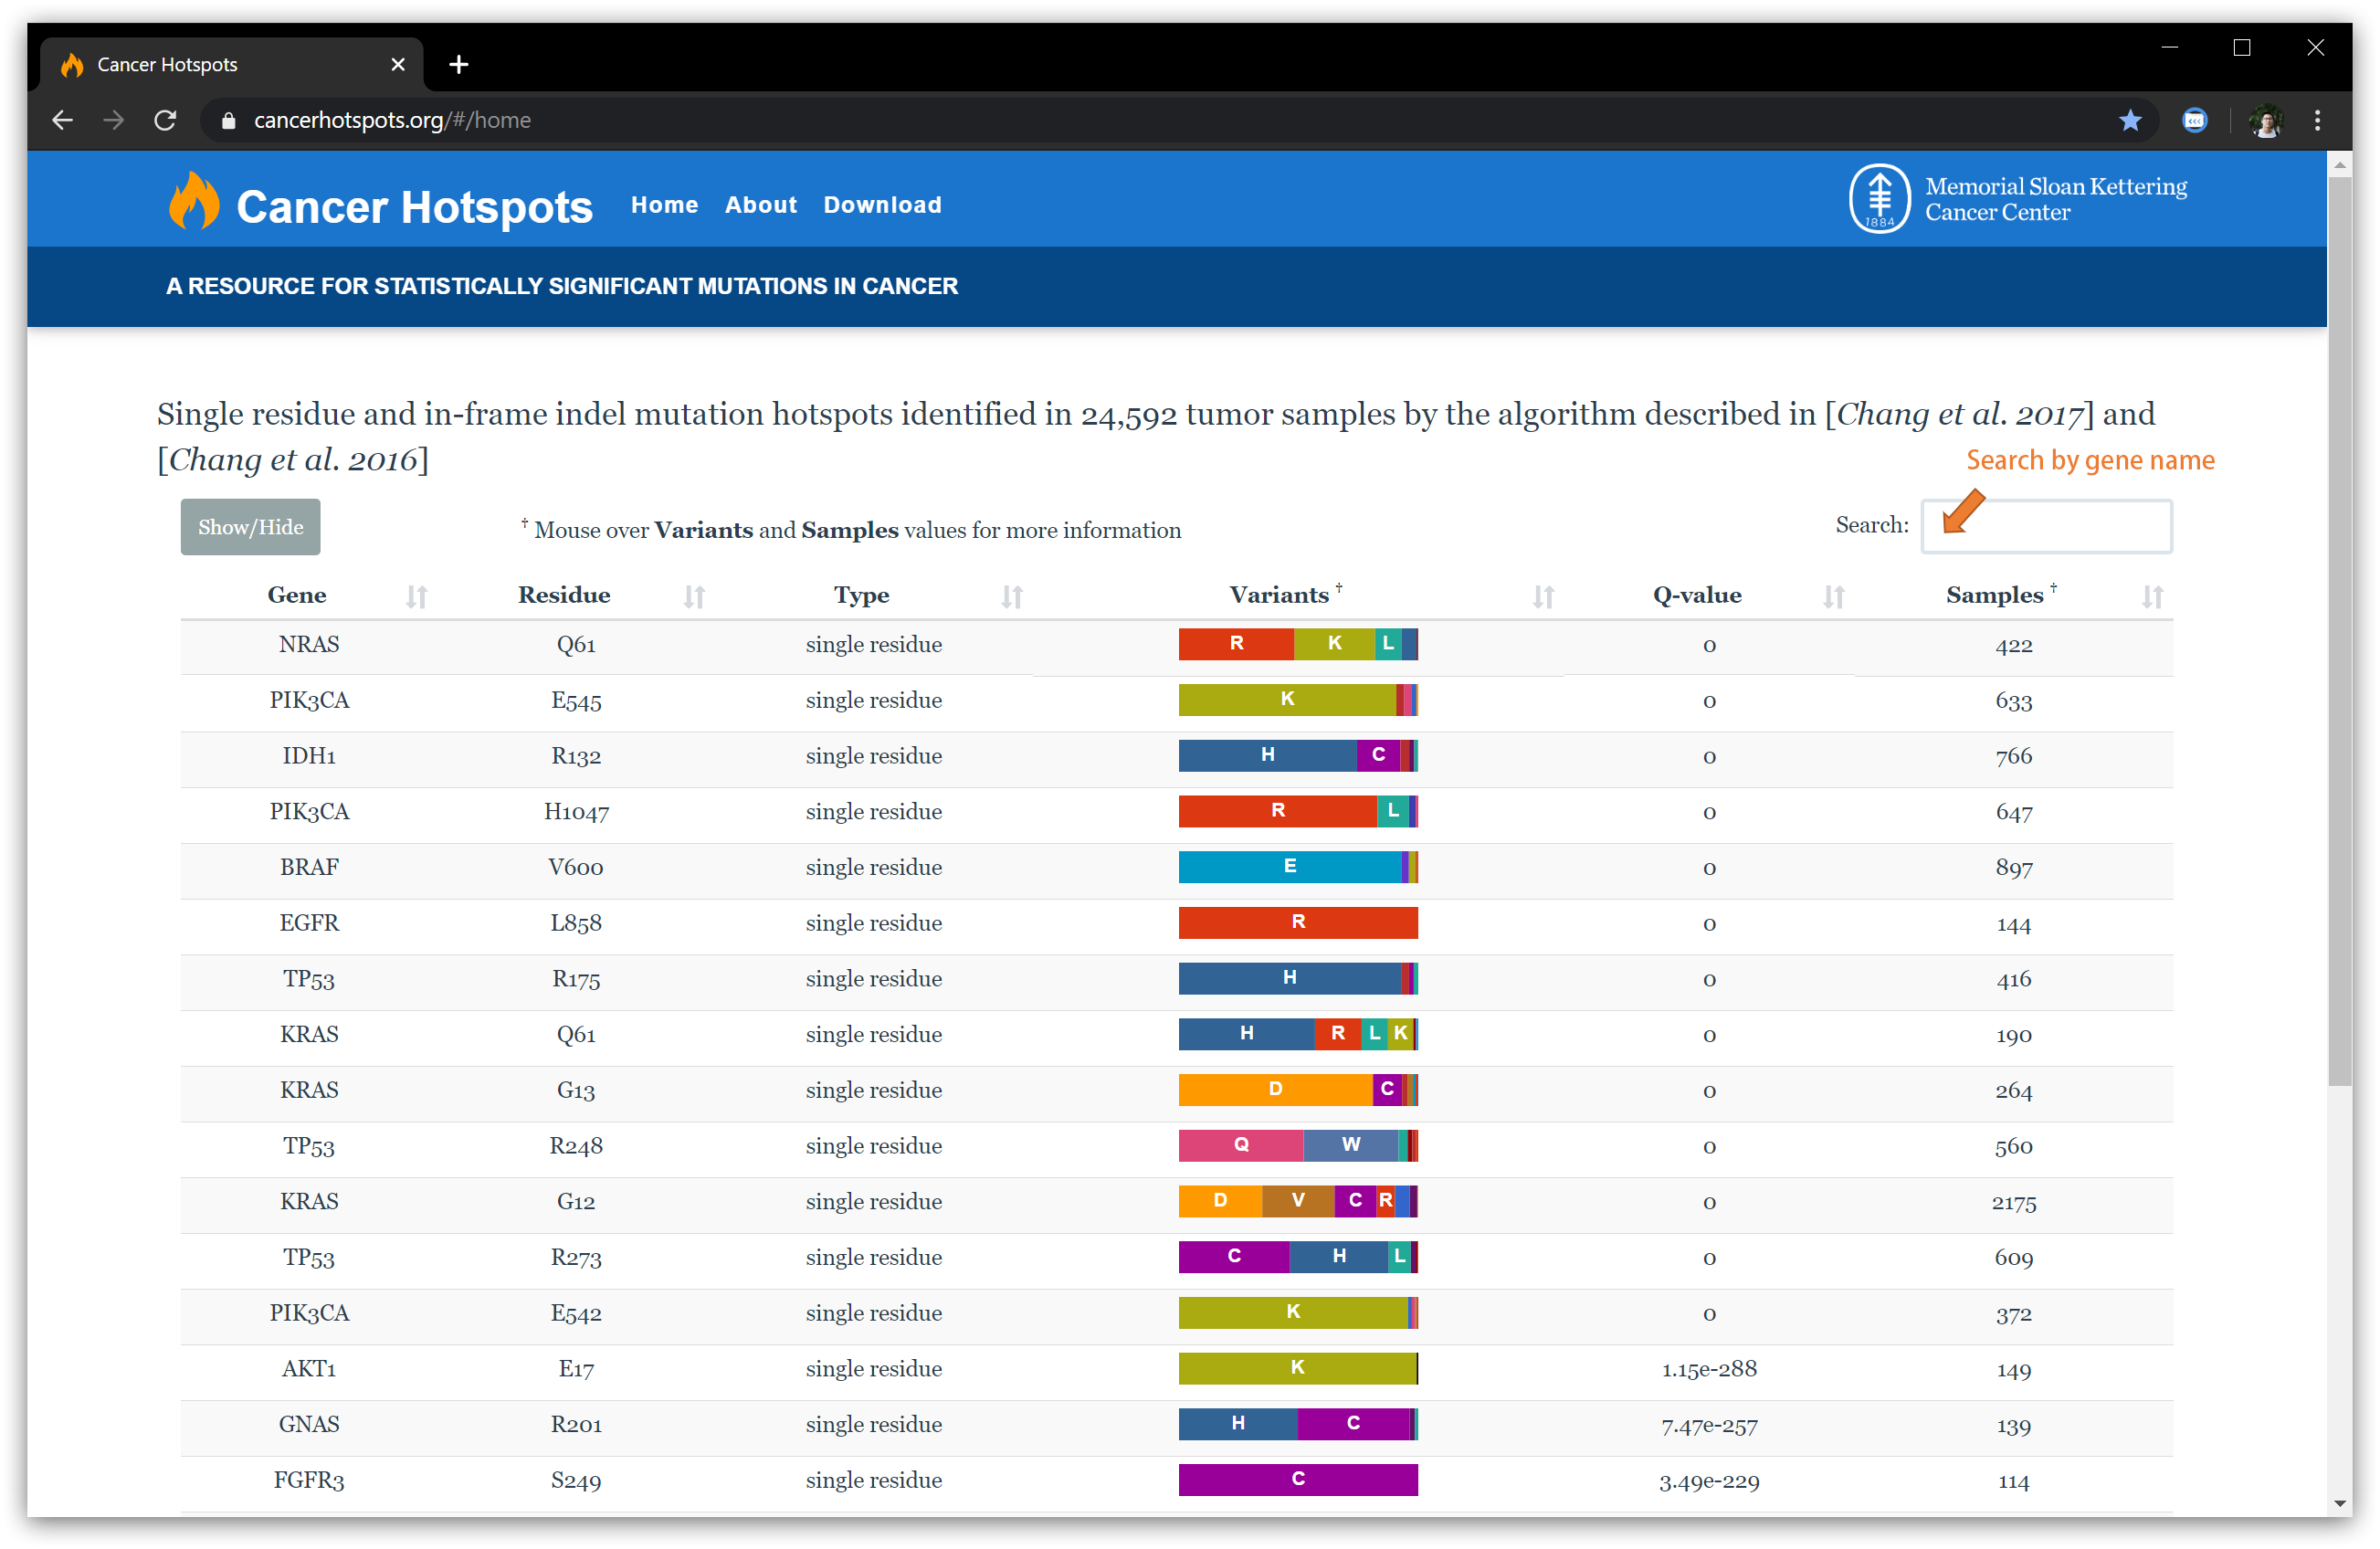 Cancer Hotspots
cancerhotspots.org/#/home
Cancer Hotspots Home About Download
1884 Memorial Sloan Kettering
Cancer Center
A RESOURCE FOR STATISTICALLY SIGNIFICANT MUTATIONS IN CANCER
Single residue and in-frame indel mutation hotspots identified in 24,592 tumor samples by the algorithm described in [Chang et al. 2017] and
[Chang et al. 2016]
Search by gene name
Show/Hide † Mouse over Variants and Samples values for more information Search:
Gene Residue Type Variants † Q-value Samples †
NRAS Q61 single residue R K L 0 422
PIK3CA E545 single residue K 0 633
IDH1 R132 single residue H C 0 766
PIK3CA H1047 single residue R L 0 647
BRAF V600 single residue E 0 897
EGFR L858 single residue R 0 144
TP53 R175 single residue H 0 416
KRAS Q61 single residue H R L K 0 190
KRAS G13 single residue D C 0 264
TP53 R248 single residue Q W 0 560
KRAS G12 single residue D V C R 0 2175
TP53 R273 single residue C H L 0 609
PIK3CA E542 single residue K 0 372
AKT1 E17 single residue K 1.15e-288 149
GNAS R201 single residue H C 7.47e-257 139
FGFR3 S249 single residue C 3.49e-229 114